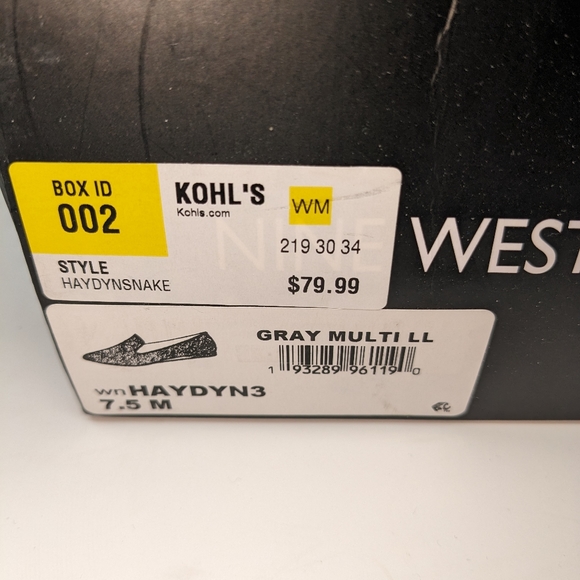 BOX ID
002
KOHL'S
Kohls.com
WM
219 30 34
STYLE
HAYDYNSNAKE
$79.99
NINE WEST
GRAY MULTI LL
1 93289 96119 0
wnHAYDYN3
7.5 M